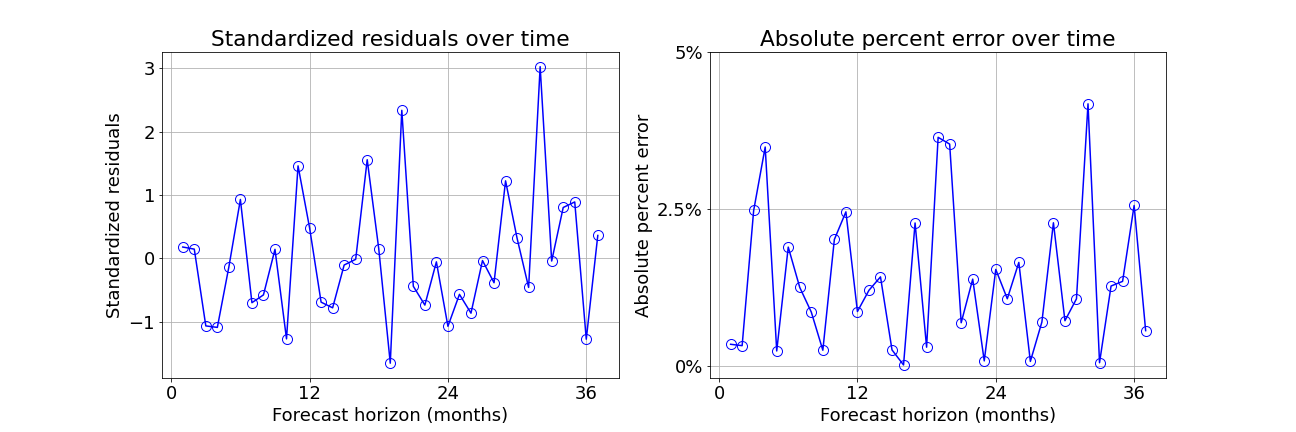 Standardized residuals over time
Standardized residuals
3
2
1
0
−1
0 12 24 36
Forecast horizon (months)
Absolute percent error over time
Absolute percent error
5%
2.5%
0%
0 12 24 36
Forecast horizon (months)